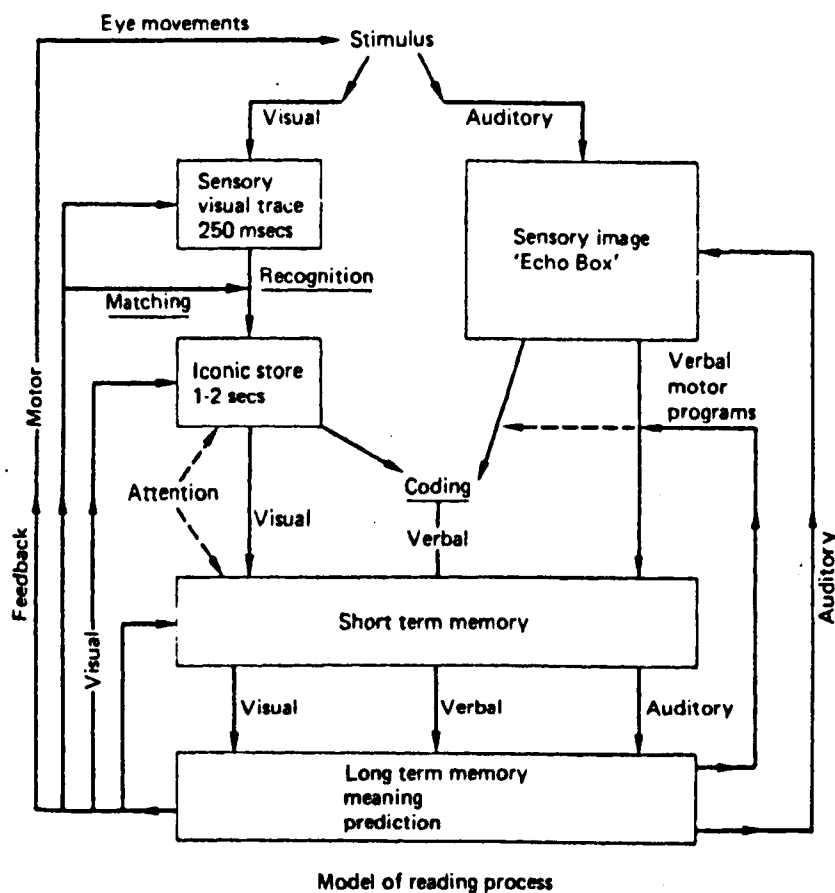 Eye movements
Stimulus
Visual
Auditory
Sensory
visual trace
250 msecs
Sensory image
'Echo Box'
Recognition
Matching
Iconic store
1-2 secs
Verbal
motor
programs
Motor
Attention
Coding
Visual
Verbal
Feedback
Auditory
Short term memory
Visual
Visual
Verbal
Auditory
Long term memory
meaning
prediction
Model of reading process